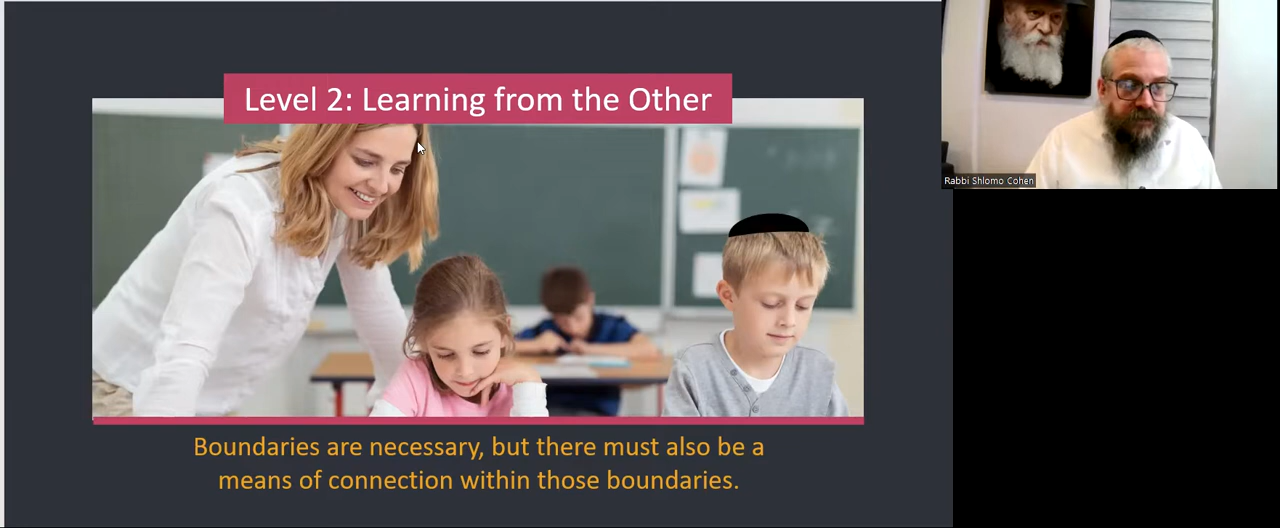 Level 2: Learning from the Other
Rabbi Shlomo Cohen
Boundaries are necessary, but there must also be a
means of connection within those boundaries.